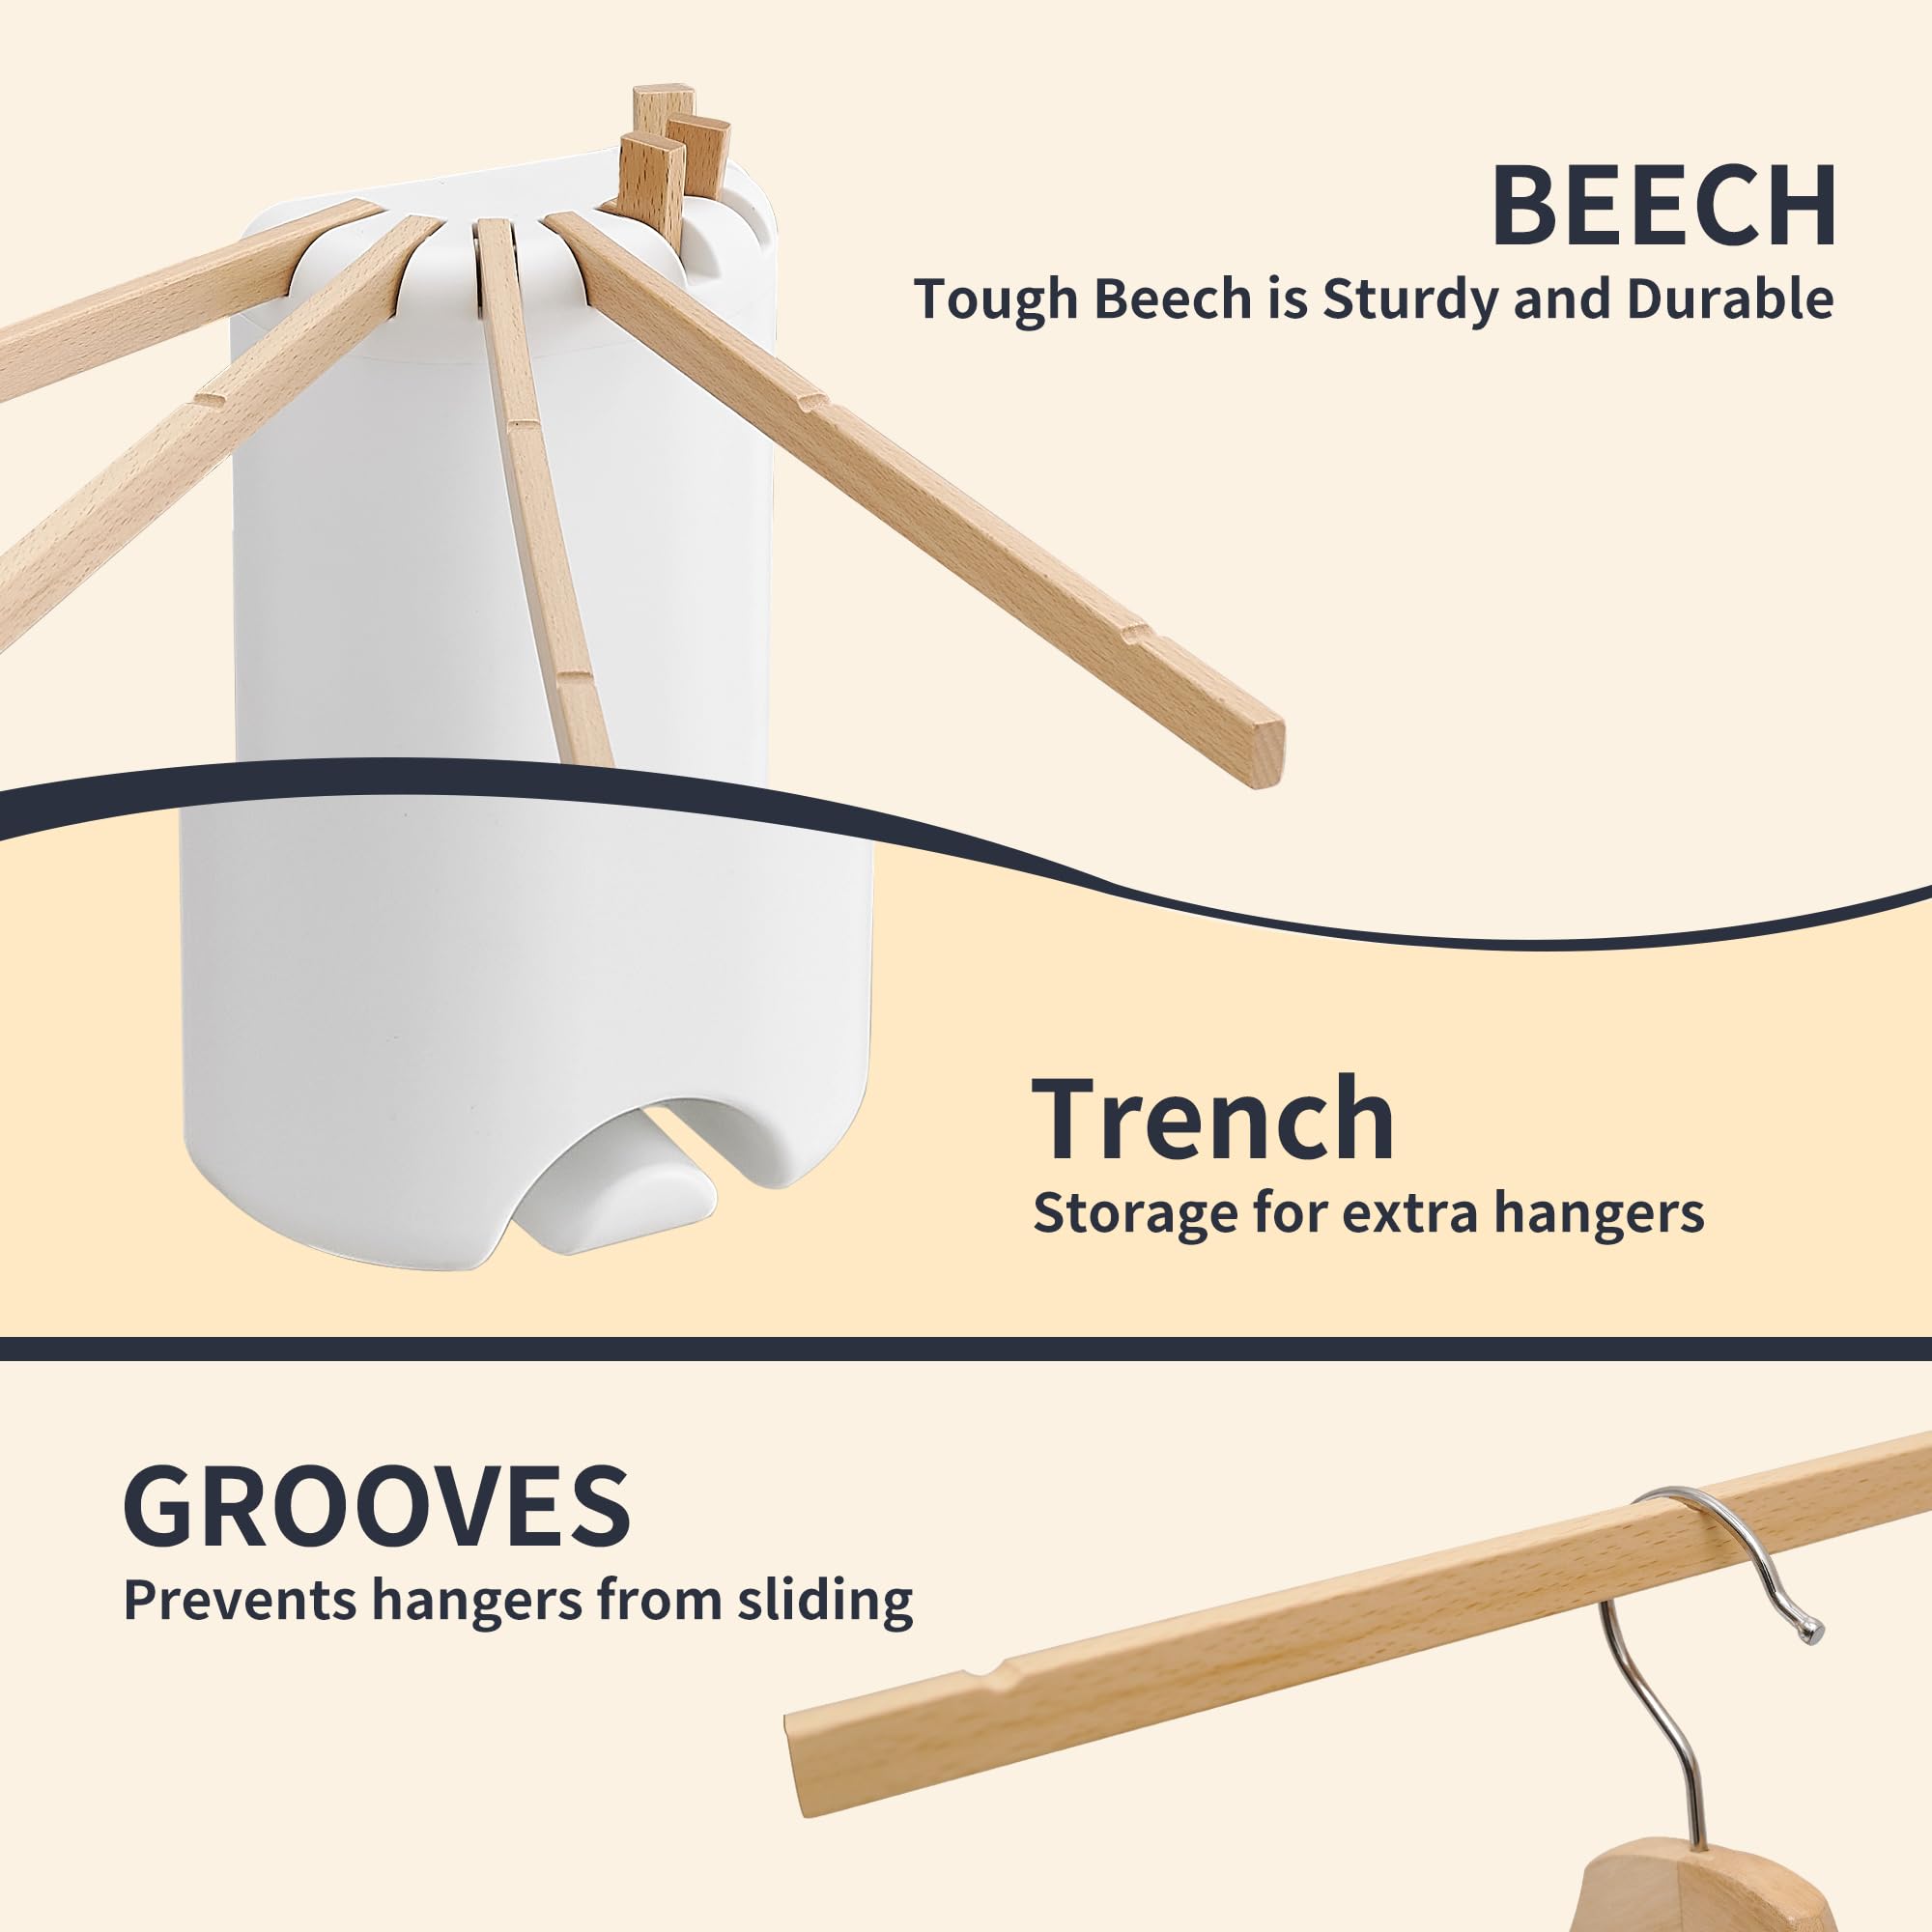 BEECH
Tough Beech is Sturdy and Durable
Trench
Storage for extra hangers
GROOVES
Prevents hangers from sliding